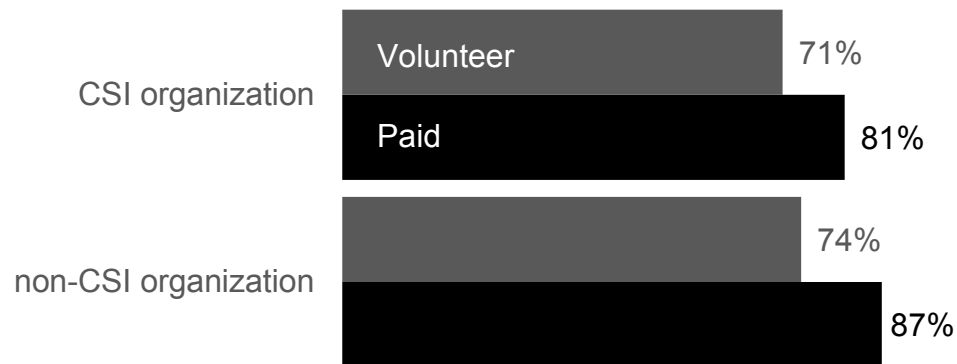 Volunteer
71%
CSI organization
Paid
81%
74%
non-CSI organization
87%